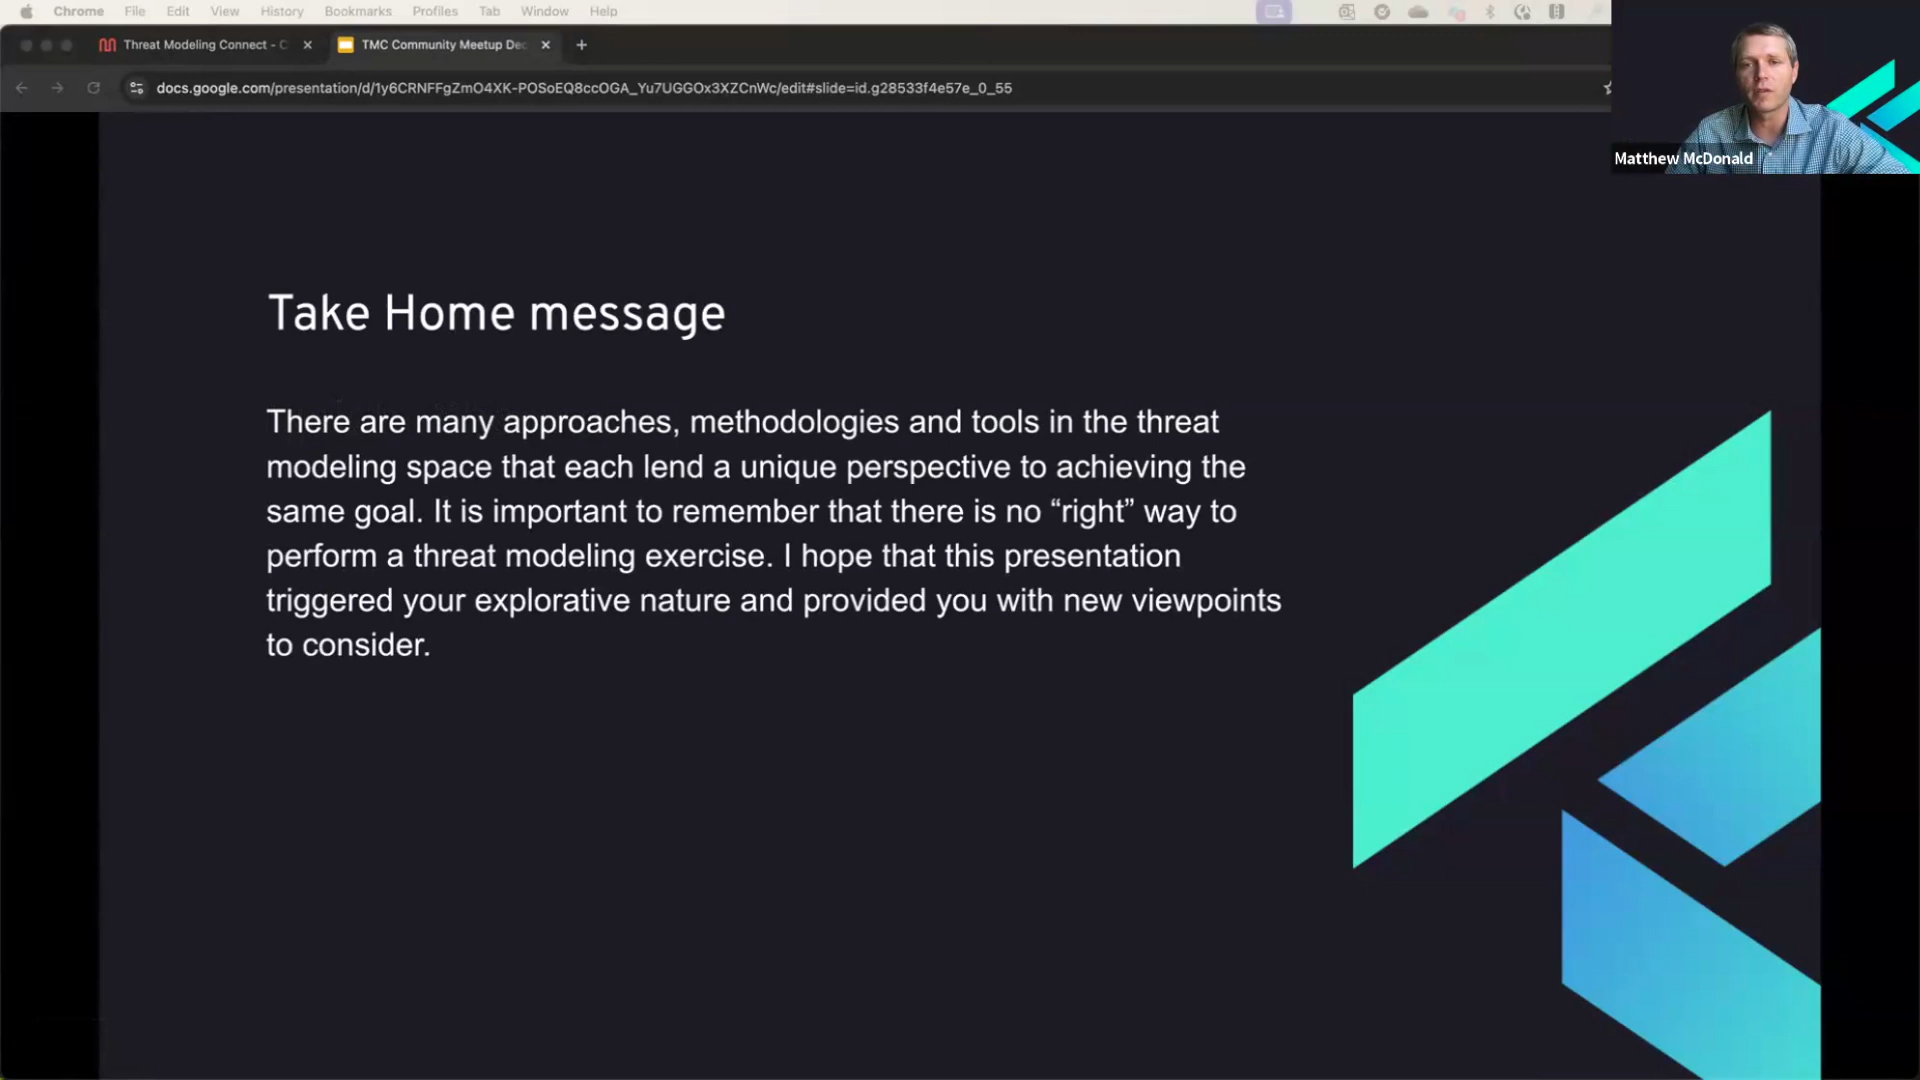 Chrome File Edit View History Bookmarks Profiles Tab Window Help
Threat Modeling Connect - C
TMC Community Meetup Dec
docs.google.com/presentation/d/1y6CRNFFgZmO4XK-POSoEQ8ccOGA_Yu7UGGOx3XZCnWc/edit#slide=id.g28533f4e57e_0_55
Matthew McDonald
Take Home message
There are many approaches, methodologies and tools in the threat
modeling space that each lend a unique perspective to achieving the
same goal. It is important to remember that there is no “right” way to
perform a threat modeling exercise. I hope that this presentation
triggered your explorative nature and provided you with new viewpoints
to consider.